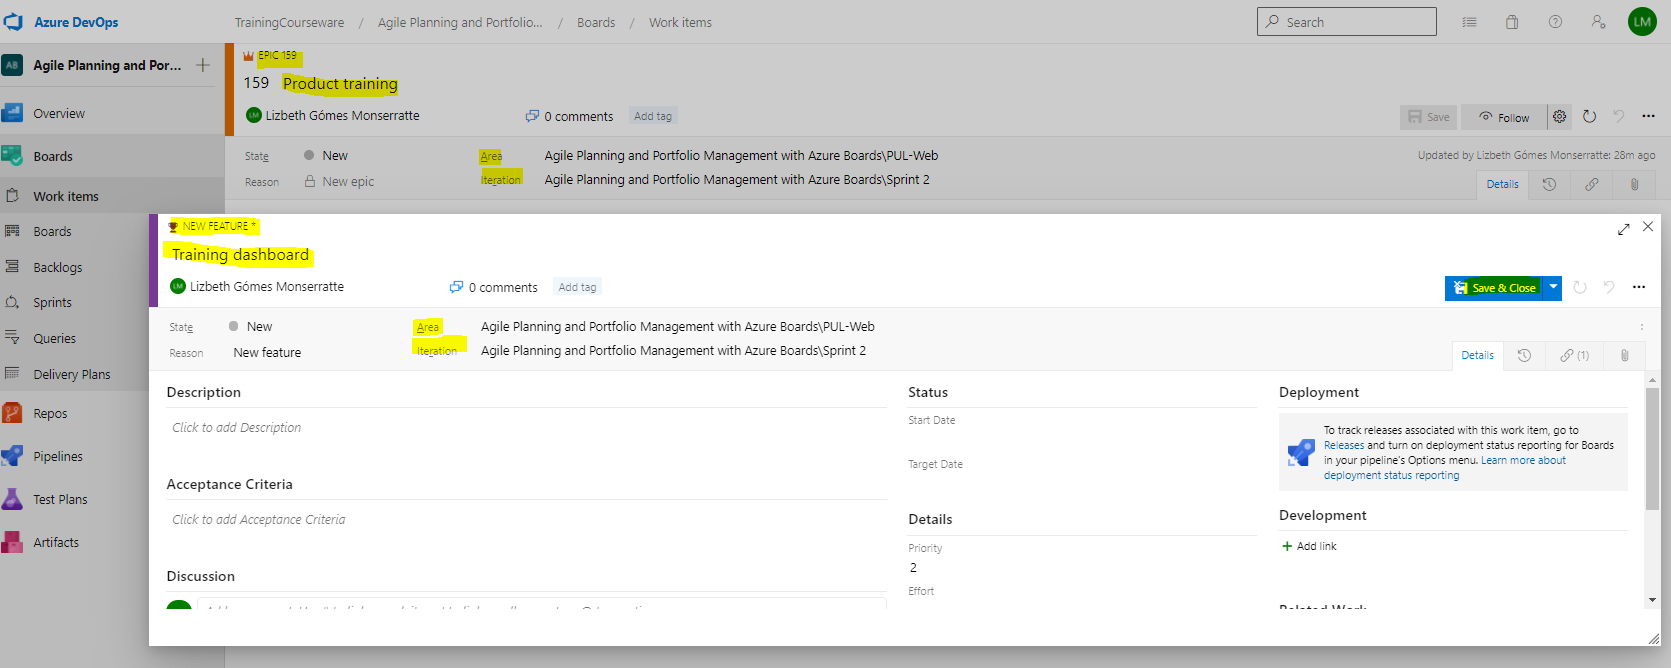 Azure DevOps
TrainingCourseware / Agile Planning and Portfolio... / Boards / Work items
Search
LM
AB Agile Planning and Por...
Overview
Boards
Work items
Boards
Backlogs
Sprints
Queries
Delivery Plans
Repos
Pipelines
Test Plans
Artifacts
EPIC 159
159 Product training
LM Lizbeth Gómes Monserratte 0 comments Add tag
Save Follow
State New Area Agile Planning and Portfolio Management with Azure Boards\PUL-Web
Updated by Lizbeth Gómes Monserratte: 28m ago
Reason New epic Iteration Agile Planning and Portfolio Management with Azure Boards\Sprint 2
Details
NEW FEATURE *
Training dashboard
LM Lizbeth Gómes Monserratte 0 comments Add tag
Save & Close
State New Area Agile Planning and Portfolio Management with Azure Boards\PUL-Web
Reason New feature Iteration Agile Planning and Portfolio Management with Azure Boards\Sprint 2
Details (1)
Description
Click to add Description
Acceptance Criteria
Click to add Acceptance Criteria
Discussion
Status
Start Date
Target Date
Details
Priority
2
Effort
Deployment
To track releases associated with this work item, go to
Releases and turn on deployment status reporting for Boards
in your pipeline's Options menu. Learn more about
deployment status reporting
Development
+ Add link
Related Work